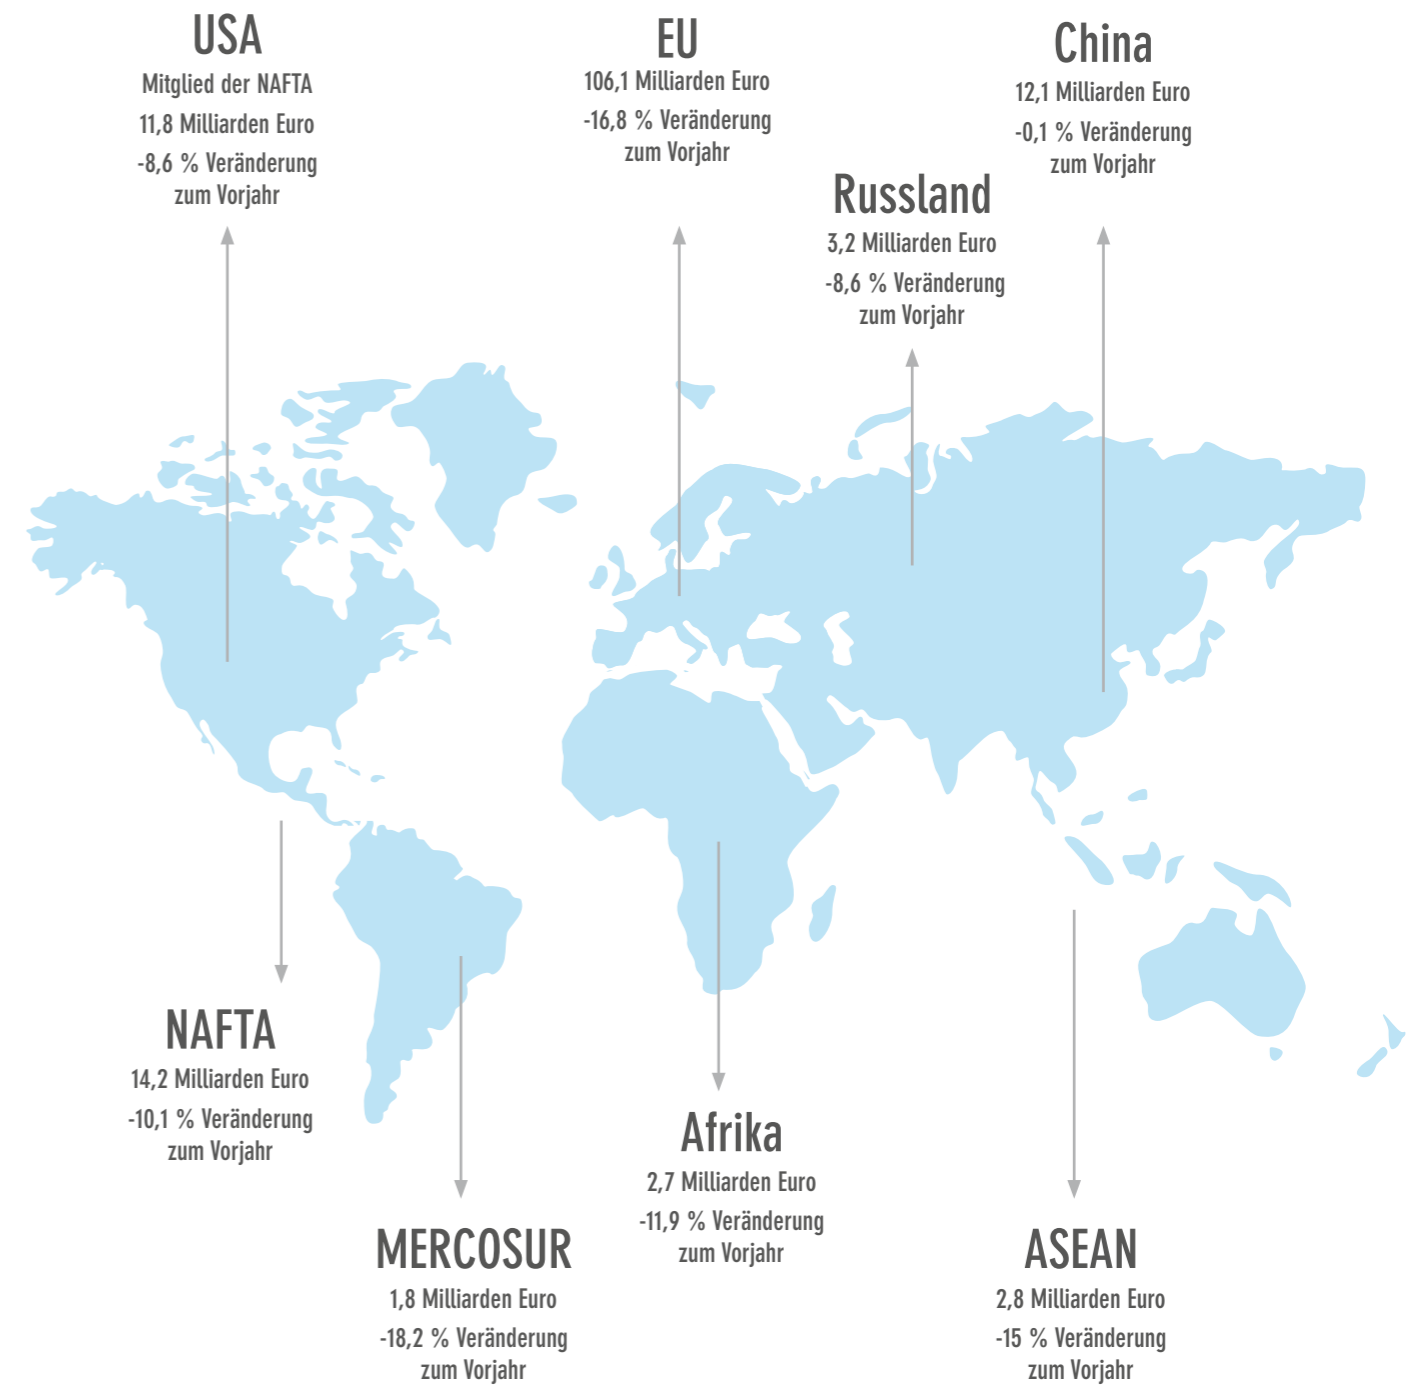 USA
Mitglied der NAFTA
11,8 Milliarden Euro
-8,6 % Veränderung
zum Vorjahr
EU
106,1 Milliarden Euro
-16,8 % Veränderung
zum Vorjahr
China
12,1 Milliarden Euro
-0,1 % Veränderung
zum Vorjahr
Russland
3,2 Milliarden Euro
-8,6 % Veränderung
zum Vorjahr
NAFTA
14,2 Milliarden Euro
-10,1 % Veränderung
zum Vorjahr
MERCOSUR
1,8 Milliarden Euro
-18,2 % Veränderung
zum Vorjahr
Afrika
2,7 Milliarden Euro
-11,9 % Veränderung
zum Vorjahr
ASEAN
2,8 Milliarden Euro
-15 % Veränderung
zum Vorjahr